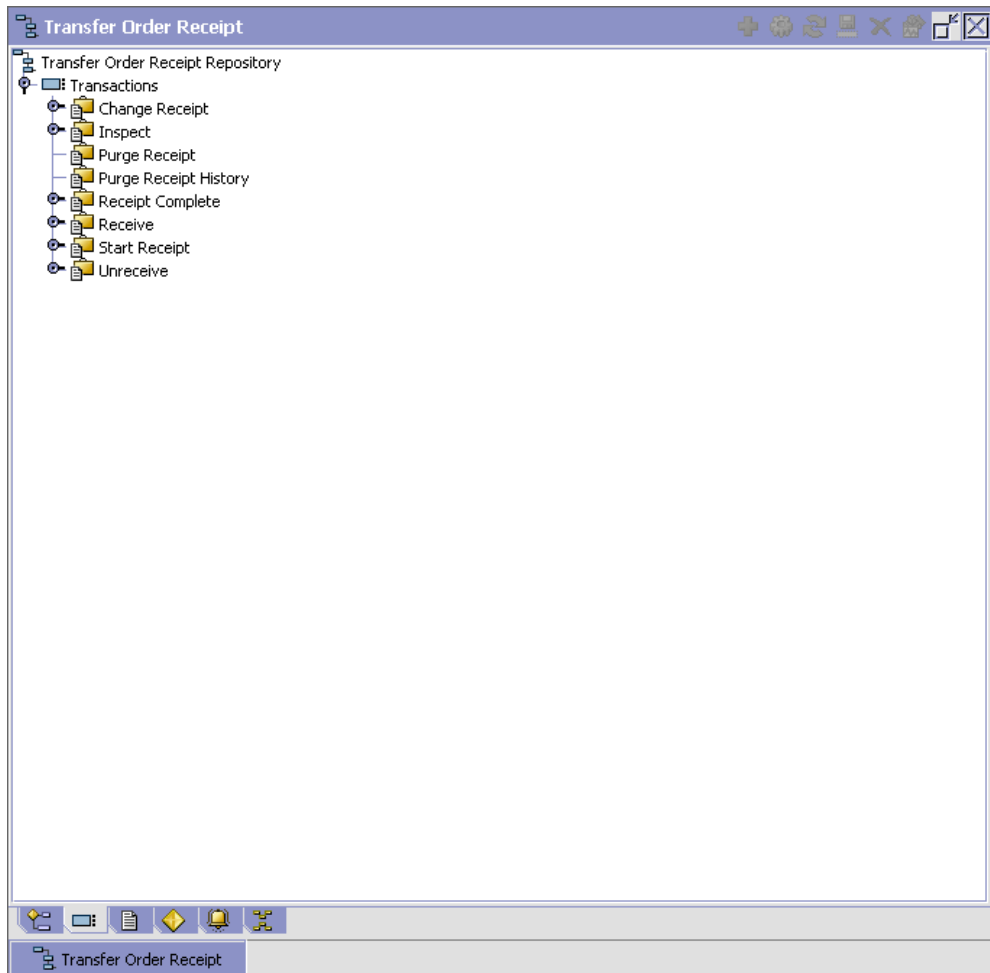 Transfer Order Receipt
Transfer Order Receipt Repository
Transactions
Change Receipt
Inspect
Purge Receipt
Purge Receipt History
Receipt Complete
Receive
Start Receipt
Unreceive
Transfer Order Receipt